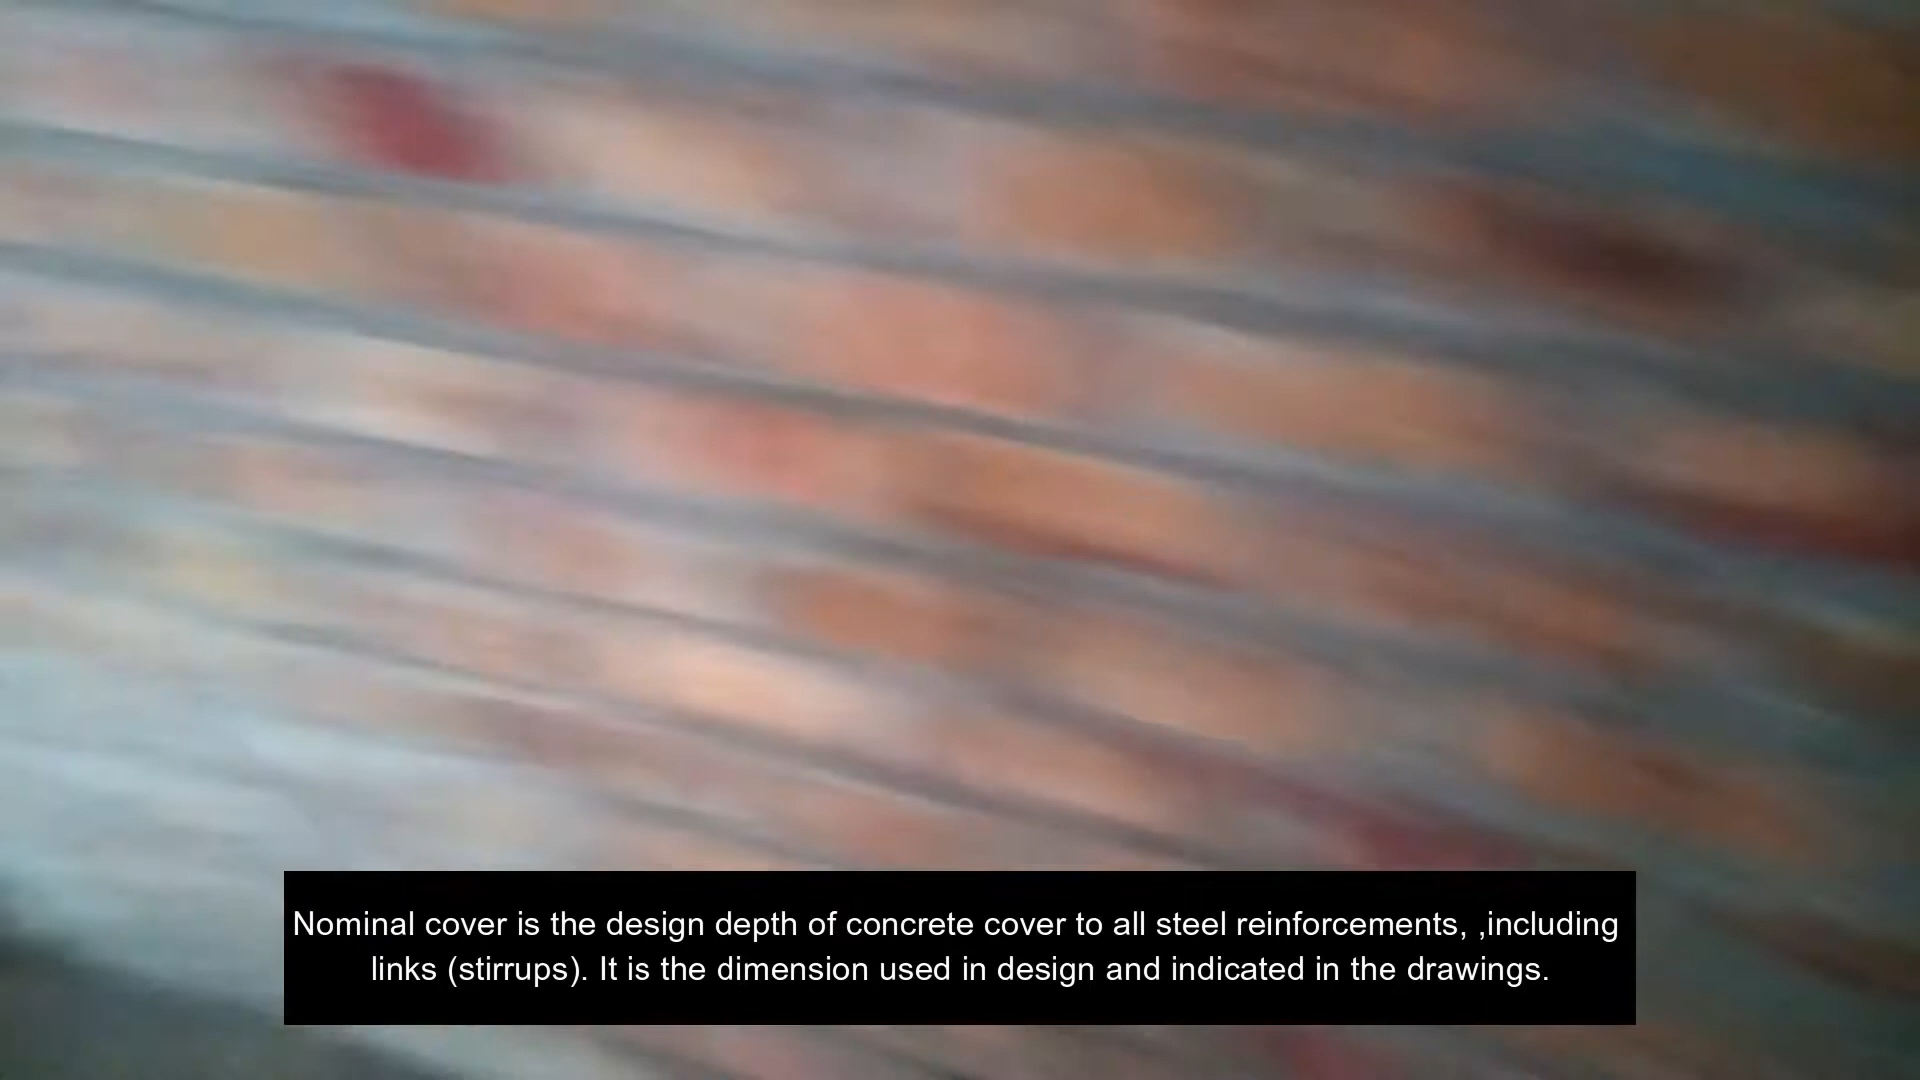 Nominal cover is the design depth of concrete cover to all steel reinforcements, ,including
links (stirrups). It is the dimension used in design and indicated in the drawings.